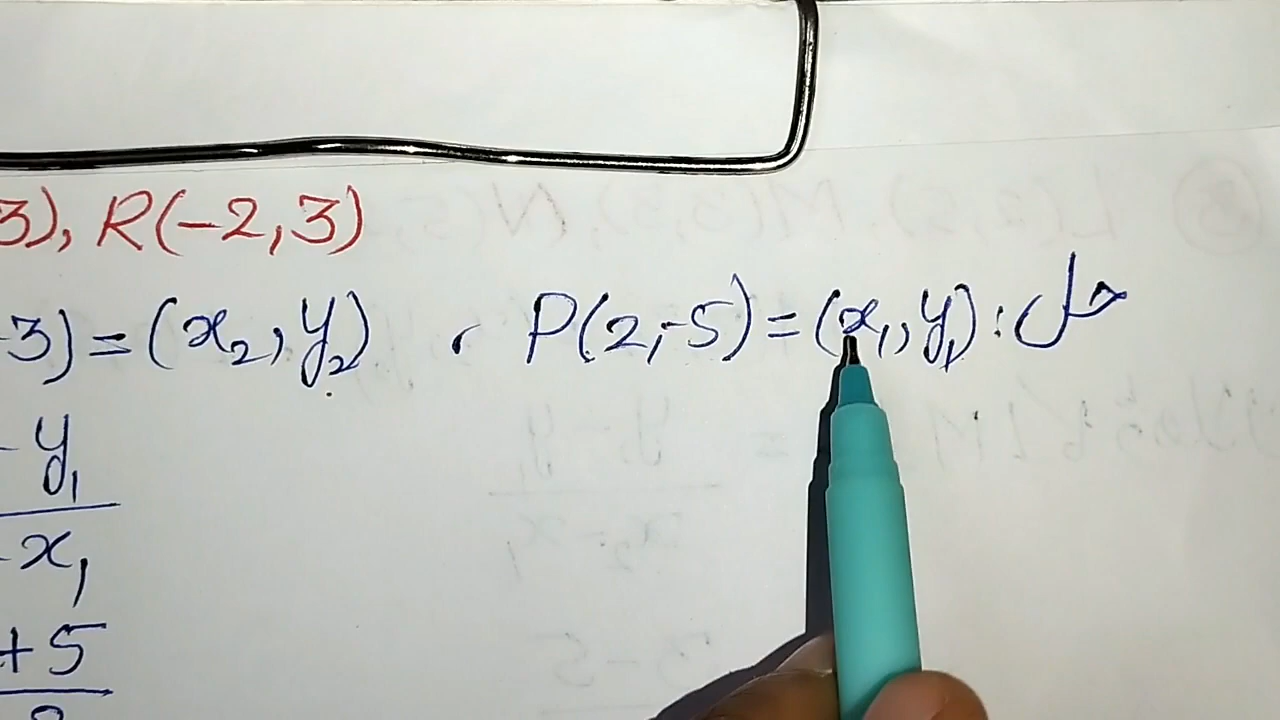 3), R(-2,3)
حل: P(2,-5)=(x₁,y₁) ، -3)=(x₂,y₂)
- y₁
- x₁
+5